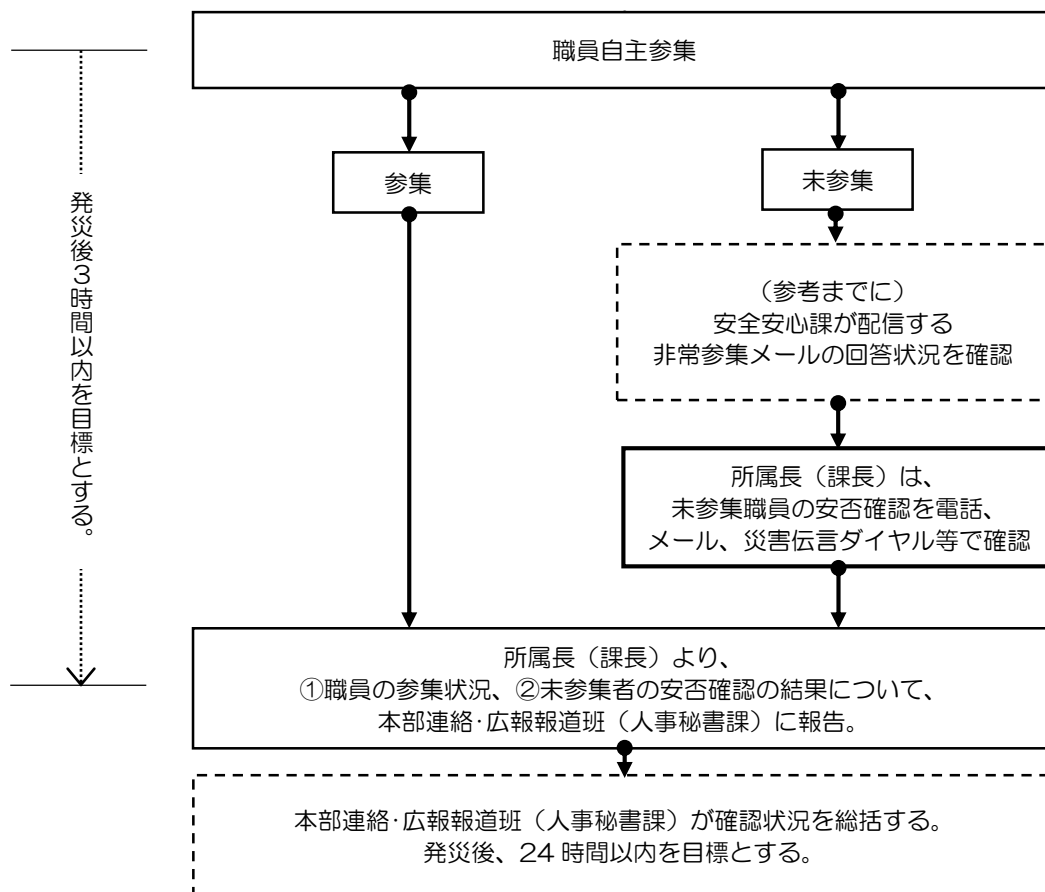 職員自主参集
参集
未参集
発災後3時間以内を目標とする。
（参考までに）
安全安心課が配信する
非常参集メールの回答状況を確認
所属長（課長）は、
未参集職員の安否確認を電話、
メール、災害伝言ダイヤル等で確認
所属長（課長）より、
①職員の参集状況、②未参集者の安否確認の結果について、
本部連絡・広報報道班（人事秘書課）に報告。
本部連絡・広報報道班（人事秘書課）が確認状況を総括する。
発災後、24 時間以内を目標とする。